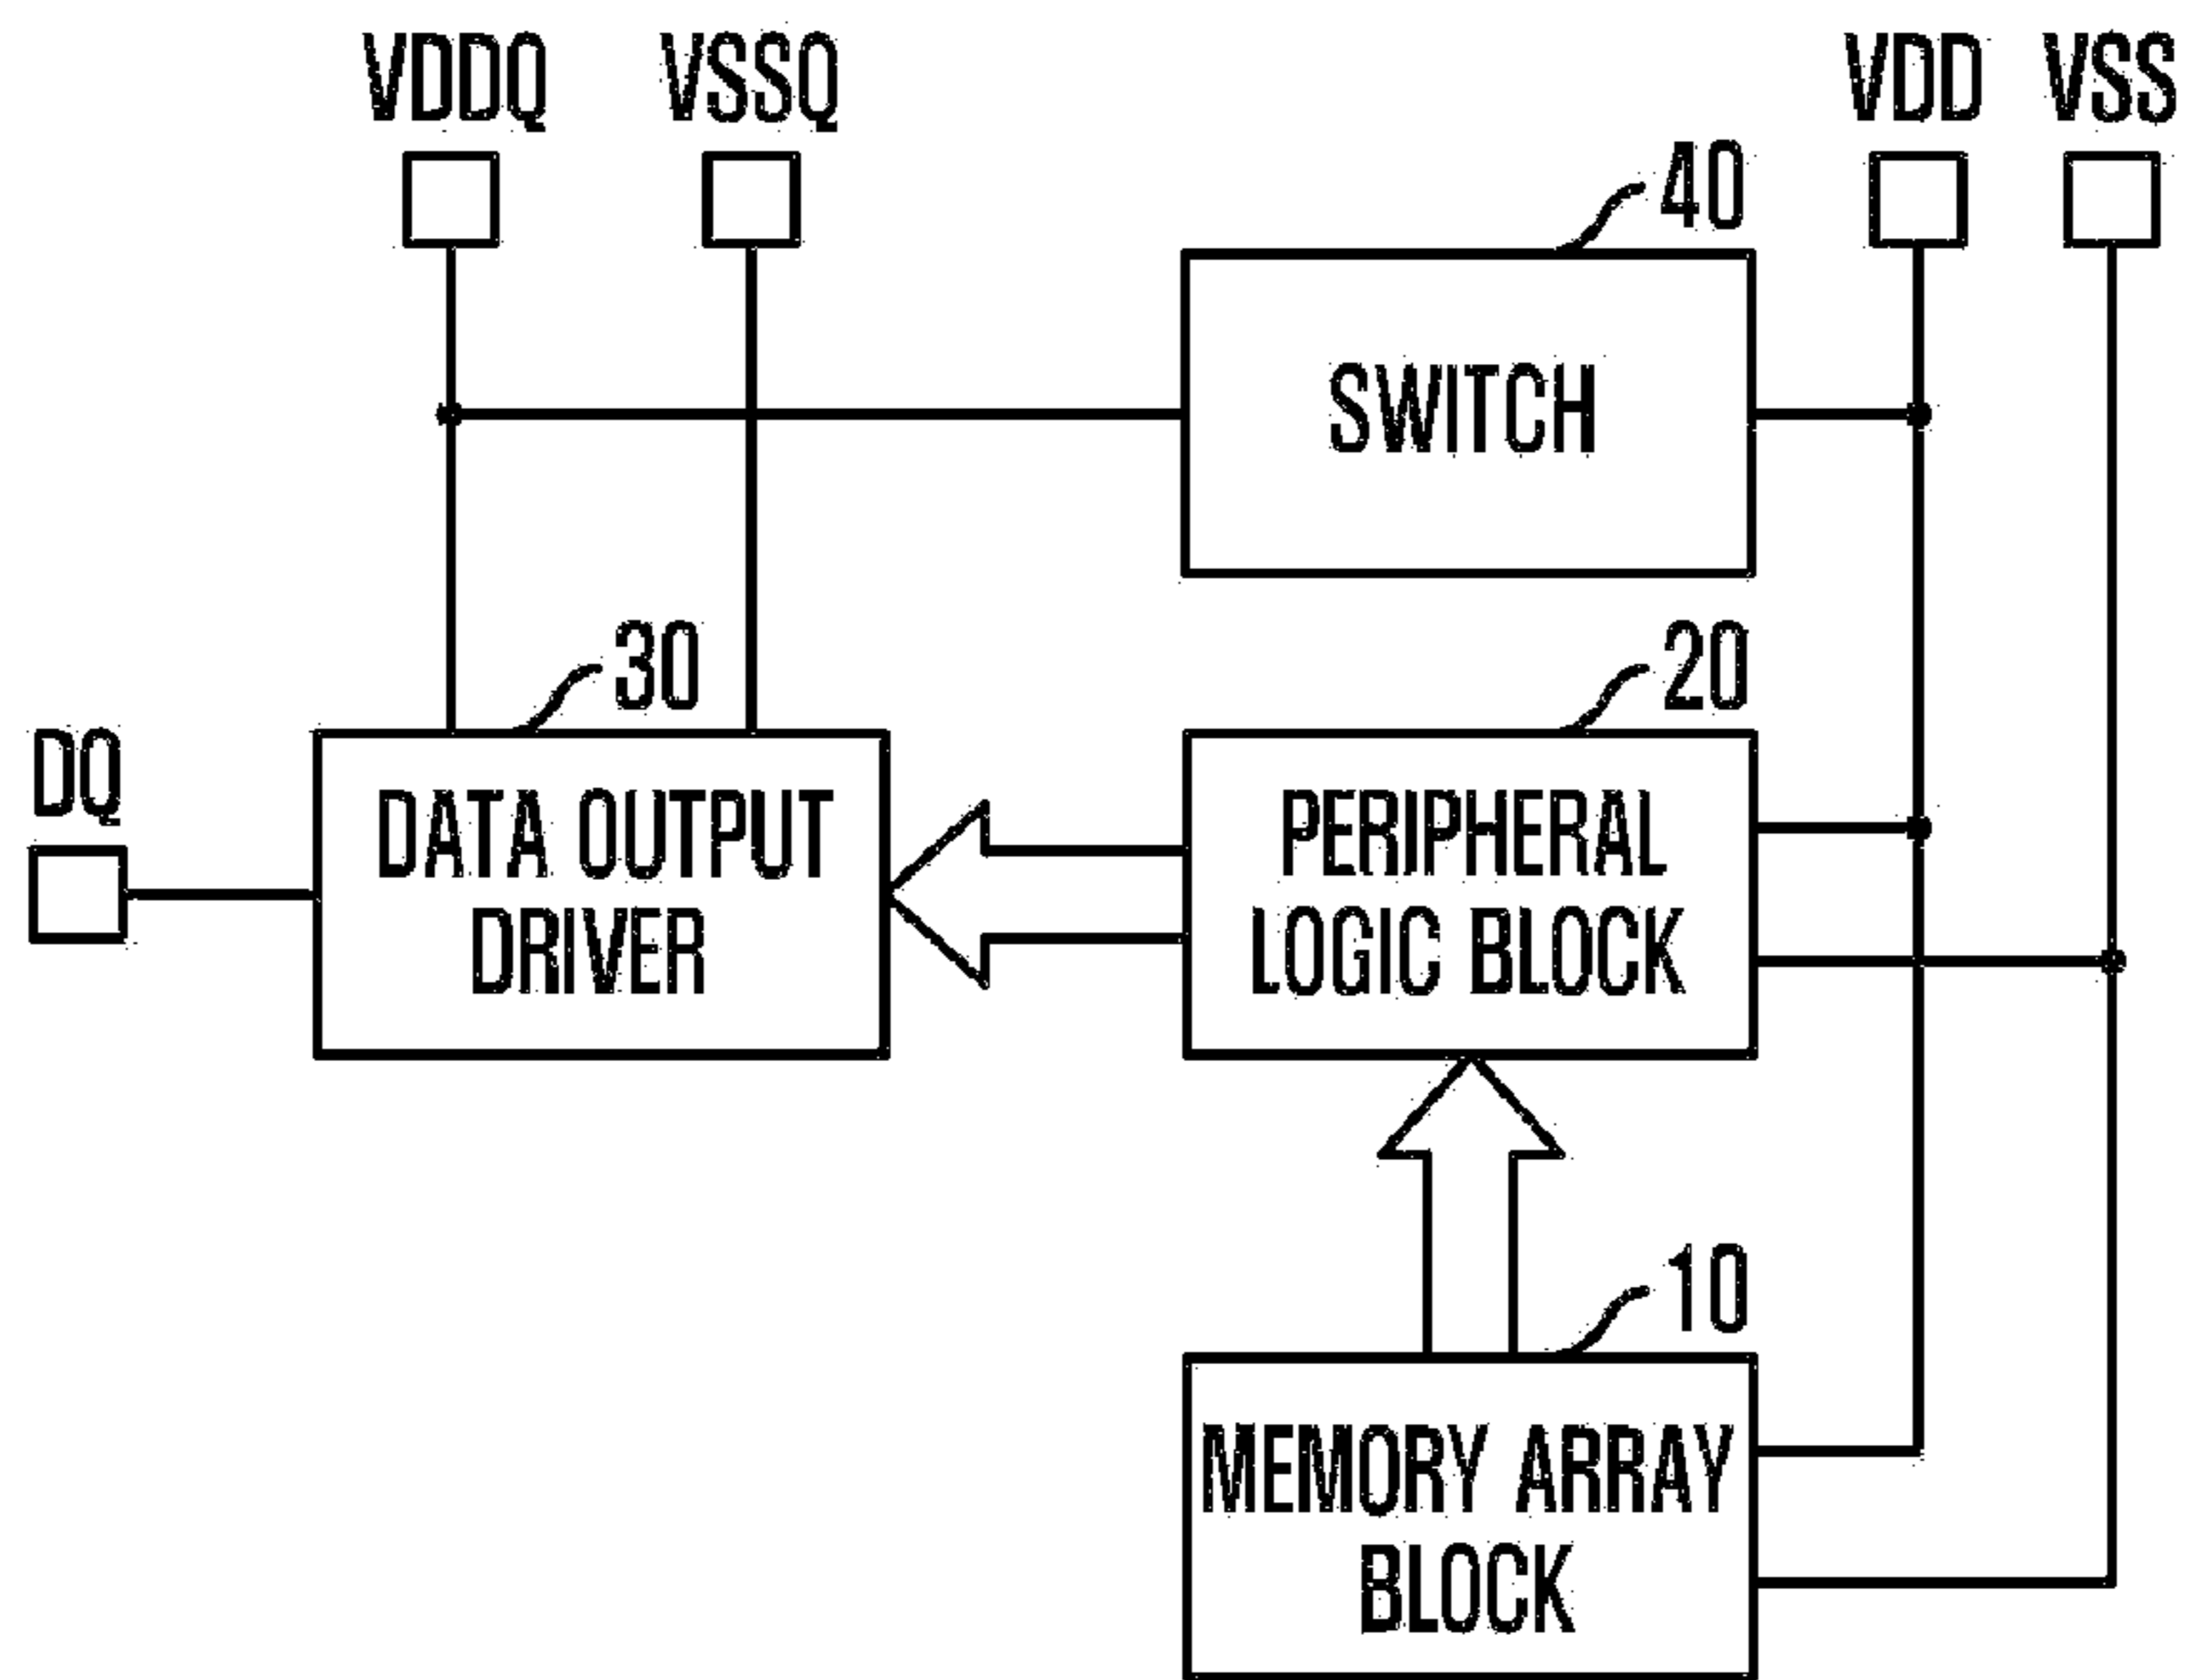 VDDQ
VSSQ
VDD
VSS
40
SWITCH
30
20
DQ
DATA OUTPUT
DRIVER
PERIPHERAL
LOGIC BLOCK
10
MEMORY ARRAY
BLOCK